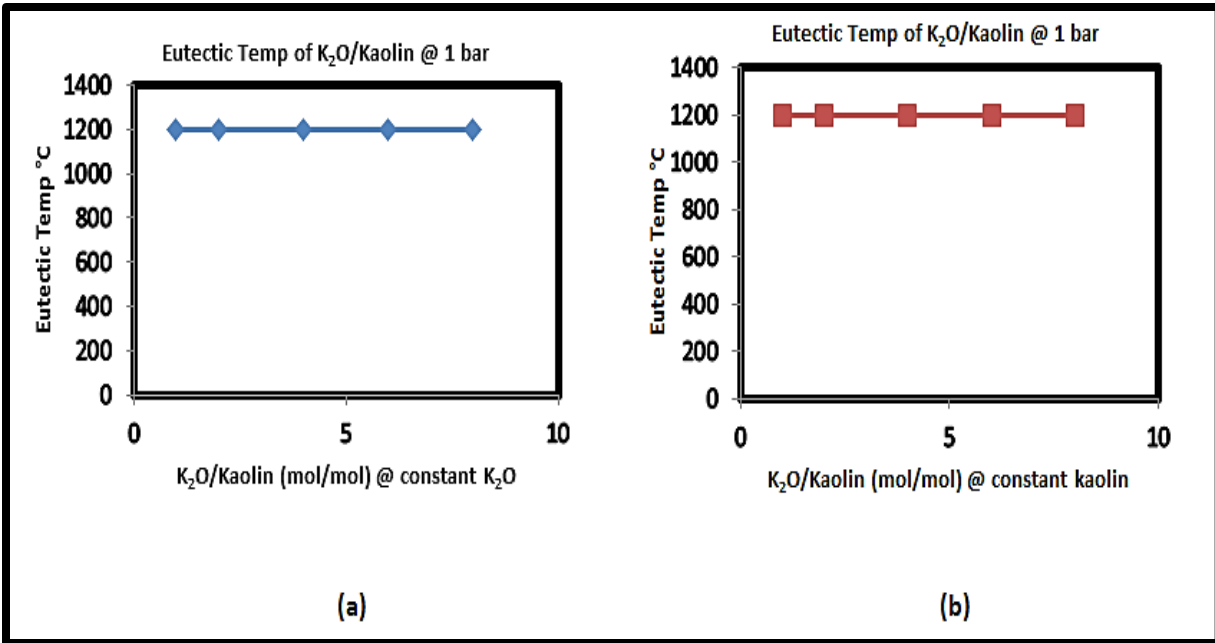 Eutectic Temp of K₂O/Kaolin @ 1 bar
1400
1200
1000
800
600
400
200
0
Eutectic Temp °C
0 5 10
K₂O/Kaolin (mol/mol) @ constant K₂O
(a)
Eutectic Temp of K₂O/Kaolin @ 1 bar
1400
1200
1000
800
600
400
200
0
Eutectic Temp °C
0 5 10
K₂O/Kaolin (mol/mol) @ constant kaolin
(b)